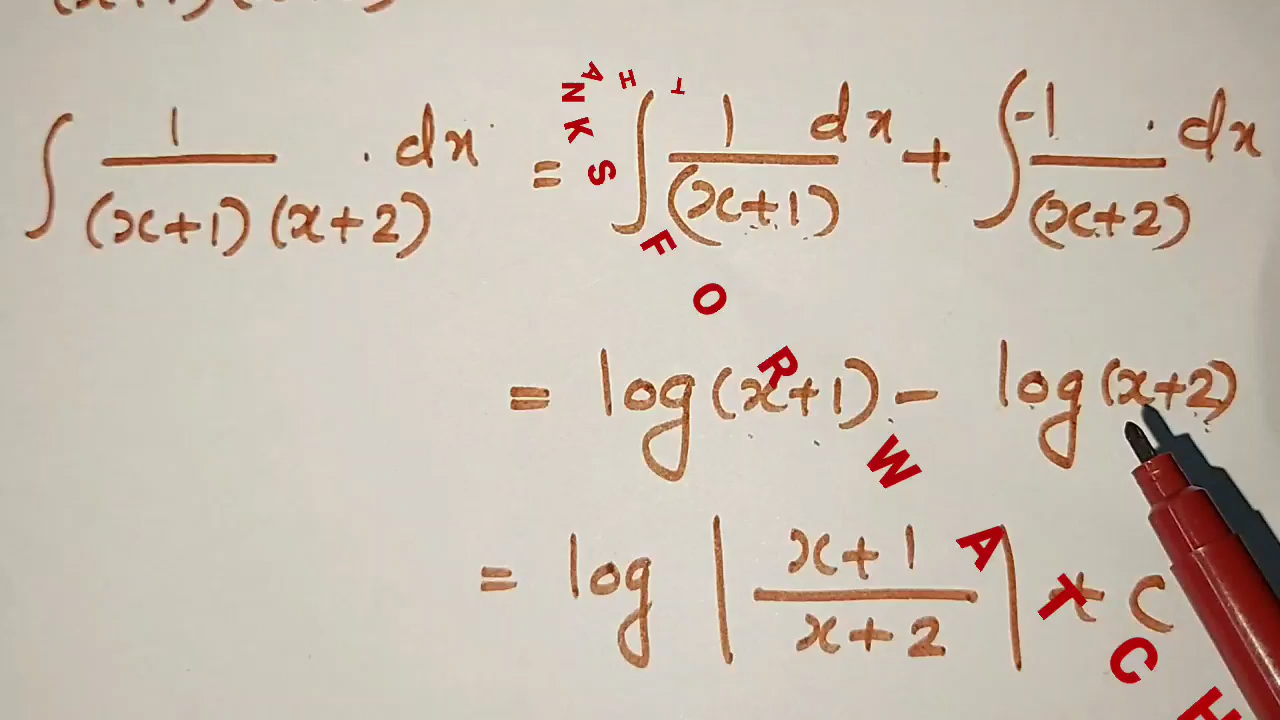 ∫ 1/((x+1)(x+2)) . dx = ∫ 1/(x+1) dx + ∫ -1/(x+2) . dx
= log(x+1) - log(x+2)
= log |(x+1)/(x+2)| + C
THANKS FOR WATCH